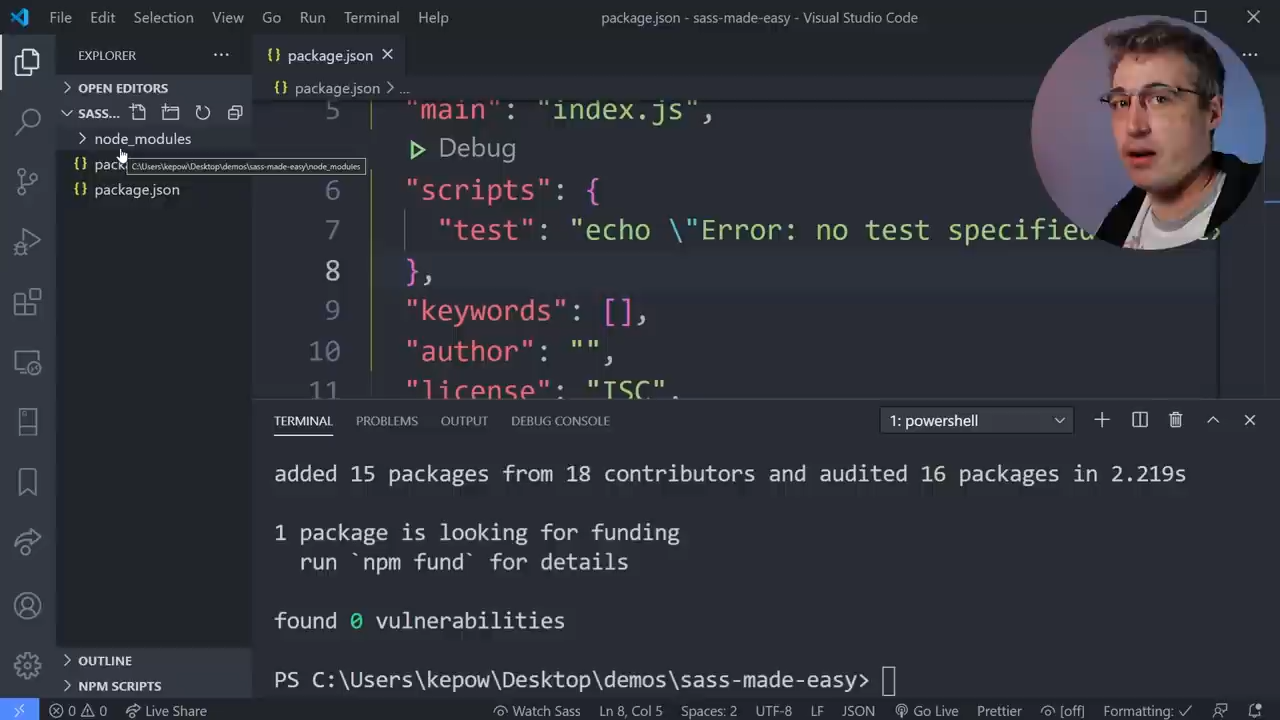 File Edit Selection View Go Run Terminal Help
package.json - sass-made-easy - Visual Studio Code
EXPLORER
OPEN EDITORS
SASS...
node_modules
C:\Users\kepow\Desktop\demos\sass-made-easy\node_modules
package.json
package.json
package.json > ...
5 "main": "index.js",
Debug
6 "scripts": {
7 "test": "echo \"Error: no test specified
8 },
9 "keywords": [],
10 "author": "",
11 "license": "ISC",
TERMINAL PROBLEMS OUTPUT DEBUG CONSOLE
1: powershell
added 15 packages from 18 contributors and audited 16 packages in 2.219s
1 package is looking for funding
run `npm fund` for details
found 0 vulnerabilities
PS C:\Users\kepow\Desktop\demos\sass-made-easy>
OUTLINE
NPM SCRIPTS
0 0 Live Share
Watch Sass Ln 8, Col 5 Spaces: 2 UTF-8 LF JSON Go Live Prettier [off] Formatting: ✓